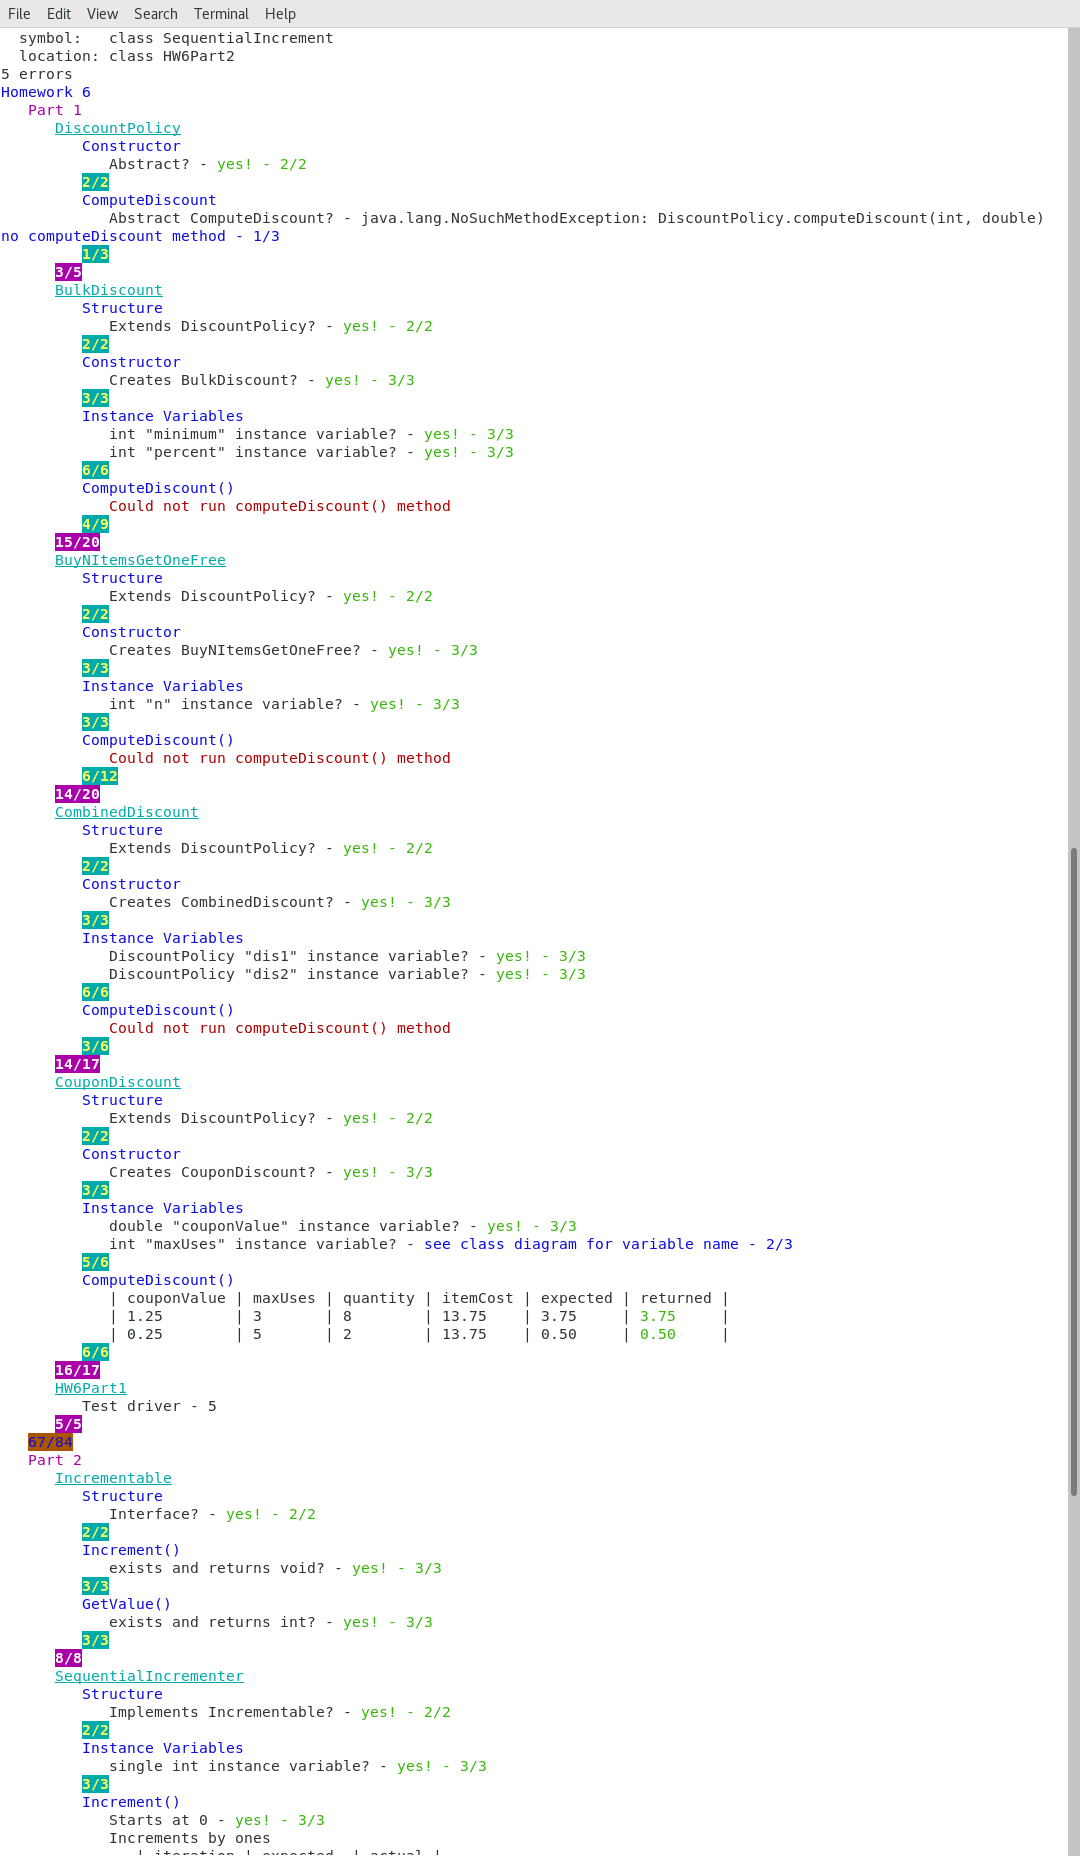 File Edit View Search Terminal Help
symbol: class SequentialIncrement
location: class HW6Part2
5 errors
Homework 6
Part 1
DiscountPolicy
Constructor
Abstract? - yes! - 2/2
2/2
ComputeDiscount
Abstract ComputeDiscount? - java.lang.NoSuchMethodException: DiscountPolicy.computeDiscount(int, double)
no computeDiscount method - 1/3
1/3
3/5
BulkDiscount
Structure
Extends DiscountPolicy? - yes! - 2/2
2/2
Constructor
Creates BulkDiscount? - yes! - 3/3
3/3
Instance Variables
int "minimum" instance variable? - yes! - 3/3
int "percent" instance variable? - yes! - 3/3
6/6
ComputeDiscount()
Could not run computeDiscount() method
4/9
15/20
BuyNItemsGetOneFree
Structure
Extends DiscountPolicy? - yes! - 2/2
2/2
Constructor
Creates BuyNItemsGetOneFree? - yes! - 3/3
3/3
Instance Variables
int "n" instance variable? - yes! - 3/3
3/3
ComputeDiscount()
Could not run computeDiscount() method
6/12
14/20
CombinedDiscount
Structure
Extends DiscountPolicy? - yes! - 2/2
2/2
Constructor
Creates CombinedDiscount? - yes! - 3/3
3/3
Instance Variables
DiscountPolicy "dis1" instance variable? - yes! - 3/3
DiscountPolicy "dis2" instance variable? - yes! - 3/3
6/6
ComputeDiscount()
Could not run computeDiscount() method
3/6
14/17
CouponDiscount
Structure
Extends DiscountPolicy? - yes! - 2/2
2/2
Constructor
Creates CouponDiscount? - yes! - 3/3
3/3
Instance Variables
double "couponValue" instance variable? - yes! - 3/3
int "maxUses" instance variable? - see class diagram for variable name - 2/3
5/6
ComputeDiscount()
| couponValue | maxUses | quantity | itemCost | expected | returned |
| 1.25 | 3 | 8 | 13.75 | 3.75 | 3.75 |
| 0.25 | 5 | 2 | 13.75 | 0.50 | 0.50 |
6/6
16/17
HW6Part1
Test driver - 5
5/5
67/84
Part 2
Incrementable
Structure
Interface? - yes! - 2/2
2/2
Increment()
exists and returns void? - yes! - 3/3
3/3
GetValue()
exists and returns int? - yes! - 3/3
3/3
8/8
SequentialIncrementer
Structure
Implements Incrementable? - yes! - 2/2
2/2
Instance Variables
single int instance variable? - yes! - 3/3
3/3
Increment()
Starts at 0 - yes! - 3/3
Increments by ones
| iteration | expected | actual |